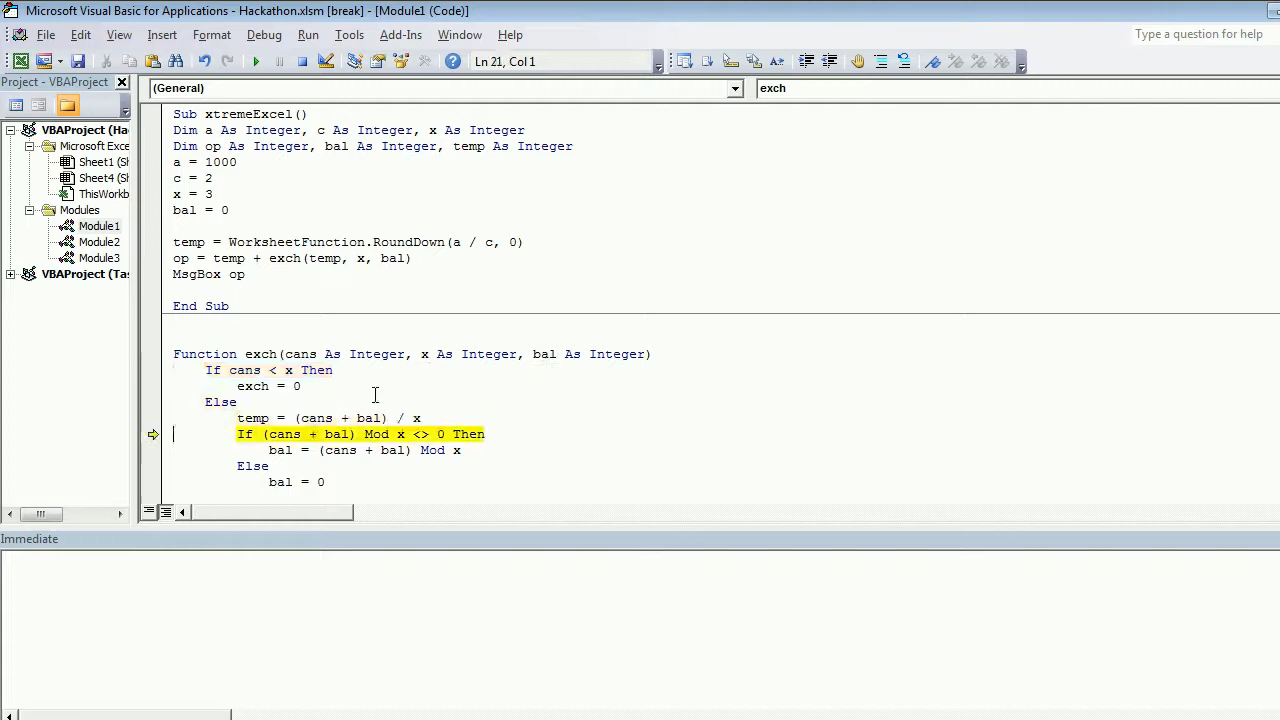 Microsoft Visual Basic for Applications - Hackathon.xlsm [break] - [Module1 (Code)]
File Edit View Insert Format Debug Run Tools Add-Ins Window Help
Type a question for help
Ln 21, Col 1
Project - VBAProject
(General)
exch
VBAProject (Ha
Microsoft Exce
Sheet1 (Sh
Sheet4 (Sh
ThisWorkb
Modules
Module1
Module2
Module3
VBAProject (Tas
Sub xtremeExcel()
Dim a As Integer, c As Integer, x As Integer
Dim op As Integer, bal As Integer, temp As Integer
a = 1000
c = 2
x = 3
bal = 0
temp = WorksheetFunction.RoundDown(a / c, 0)
op = temp + exch(temp, x, bal)
MsgBox op
End Sub
Function exch(cans As Integer, x As Integer, bal As Integer)
If cans < x Then
exch = 0
Else
temp = (cans + bal) / x
If (cans + bal) Mod x <> 0 Then
bal = (cans + bal) Mod x
Else
bal = 0
Immediate